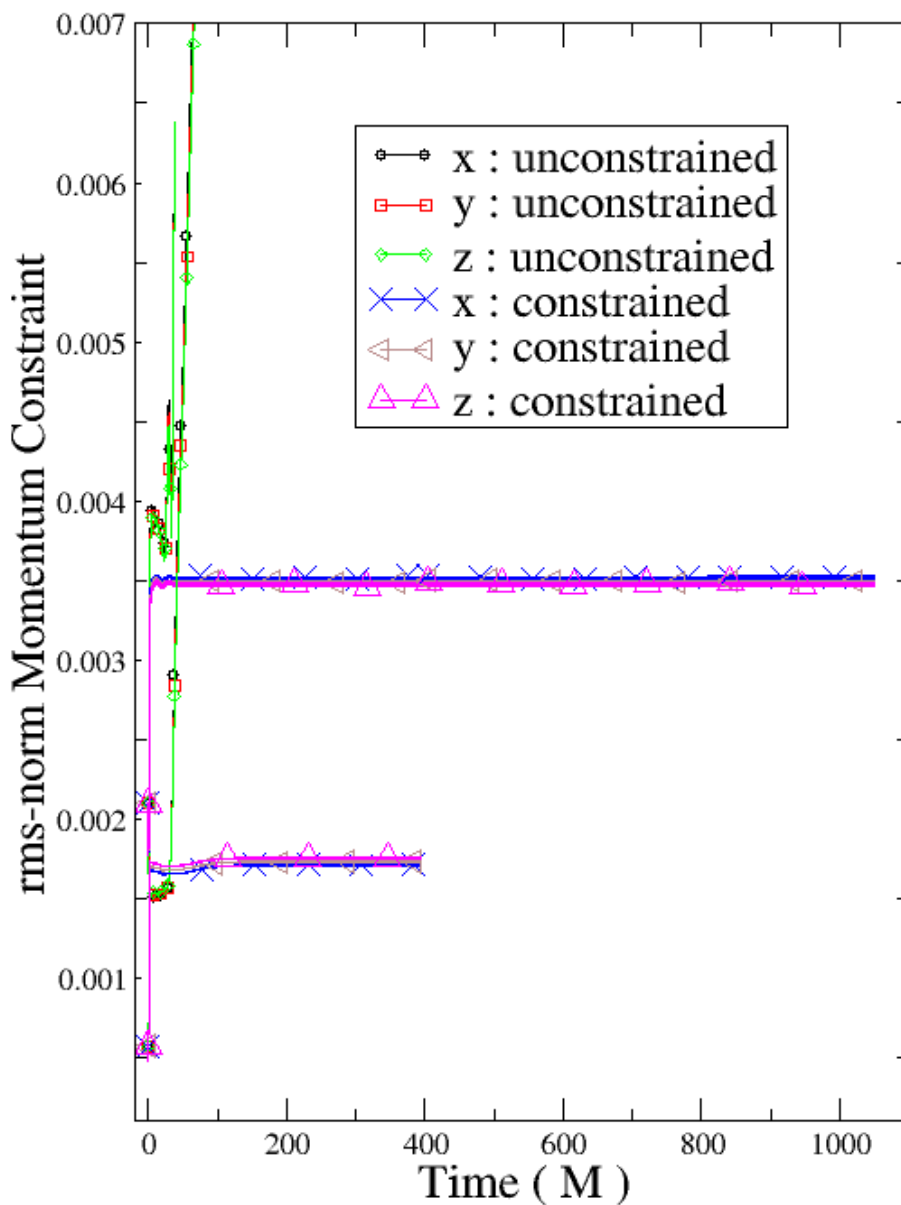 0.007
0.006
0.005
0.004
0.003
0.002
0.001
rms-norm Momentum Constraint
x : unconstrained
y : unconstrained
z : unconstrained
x : constrained
y : constrained
z : constrained
0 200 400 600 800 1000
Time ( M )